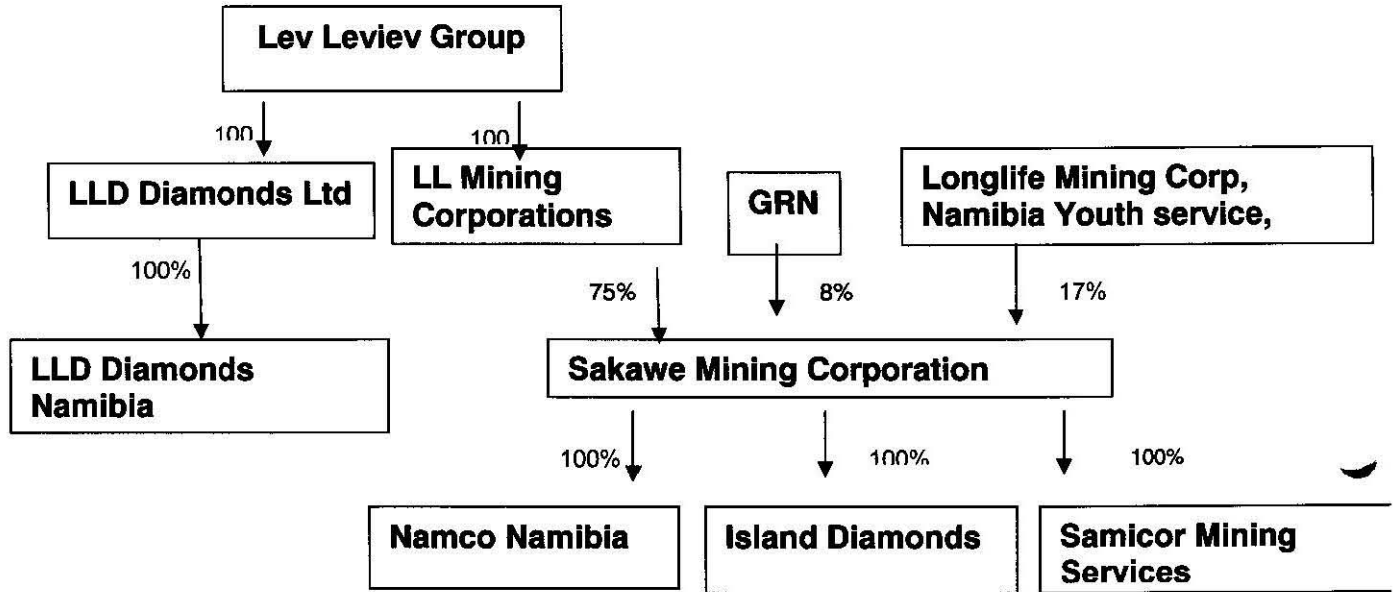 Lev Leviev Group
100
100
LLD Diamonds Ltd
LL Mining
Corporations
GRN
Longlife Mining Corp,
Namibia Youth service,
100%
75%
8%
17%
LLD Diamonds
Namibia
Sakawe Mining Corporation
100%
100%
100%
Namco Namibia
Island Diamonds
Samicor Mining
Services